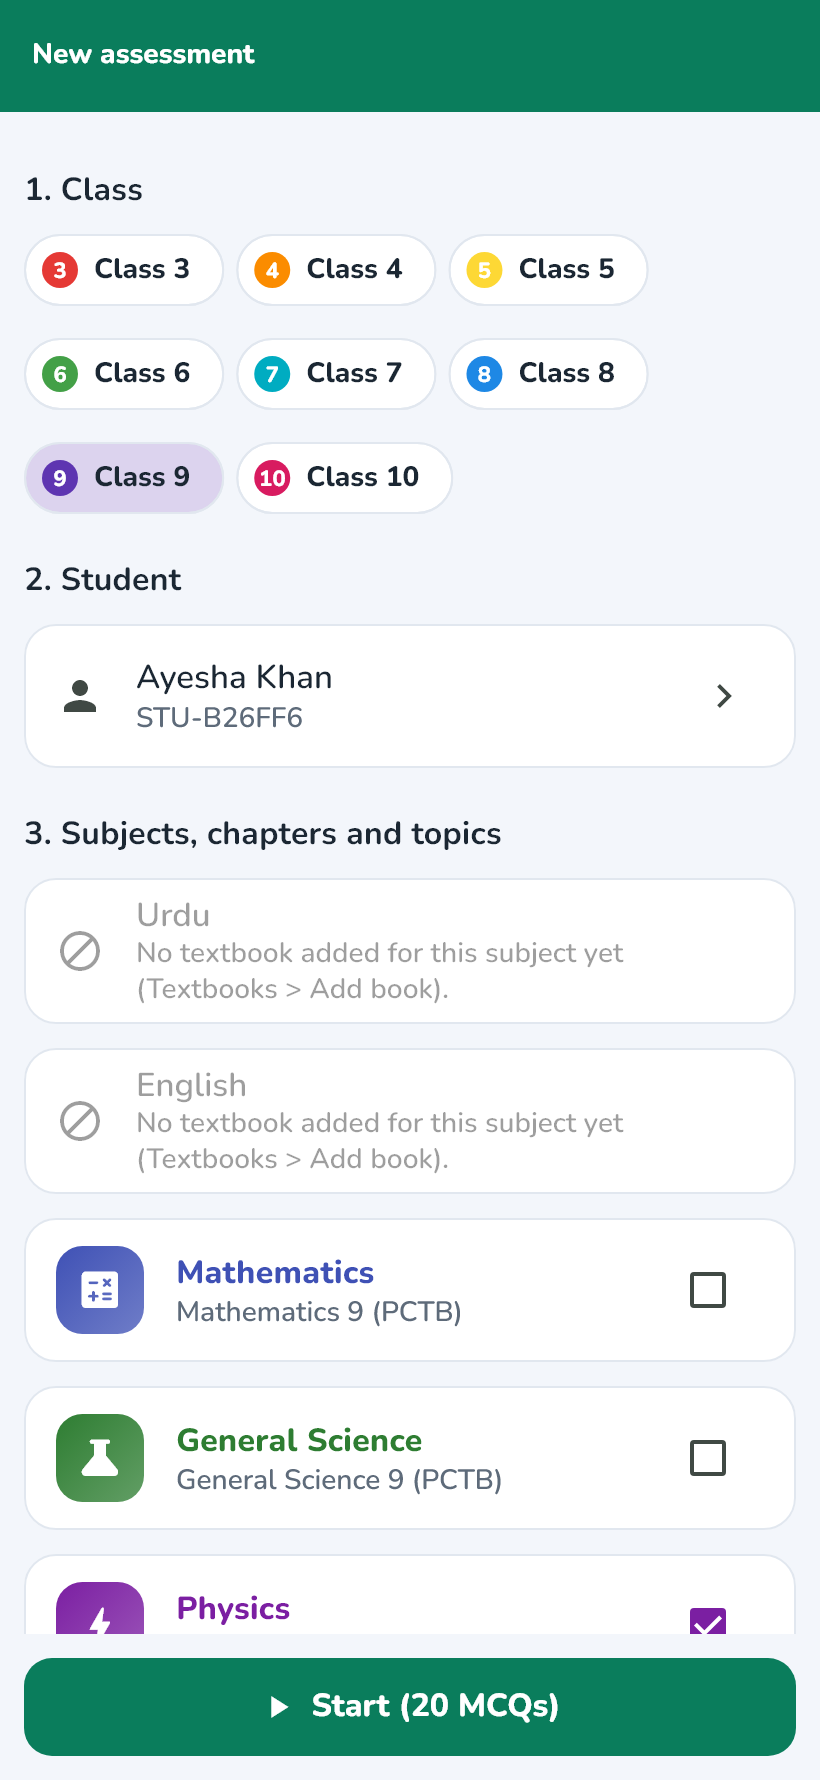 New assessment
1. Class
3 Class 3
4 Class 4
5 Class 5
6 Class 6
7 Class 7
8 Class 8
9 Class 9
10 Class 10
2. Student
Ayesha Khan
STU-B26FF6
3. Subjects, chapters and topics
Urdu
No textbook added for this subject yet
(Textbooks > Add book).
English
No textbook added for this subject yet
(Textbooks > Add book).
Mathematics
Mathematics 9 (PCTB)
General Science
General Science 9 (PCTB)
Physics
Start (20 MCQs)